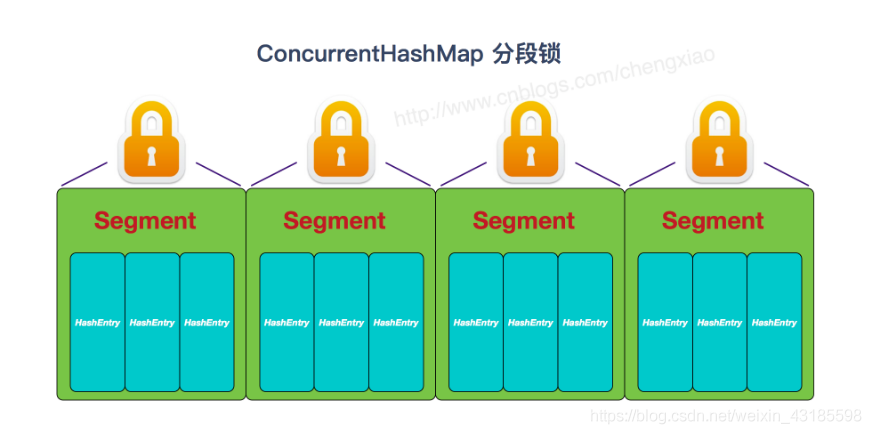 ConcurrentHashMap 分段锁
http://www.cnblogs.com/chengxiao
Segment Segment Segment Segment
HashEntry HashEntry HashEntry HashEntry HashEntry HashEntry HashEntry HashEntry HashEntry HashEntry HashEntry HashEntry
https://blog.csdn.net/weixin_43185598